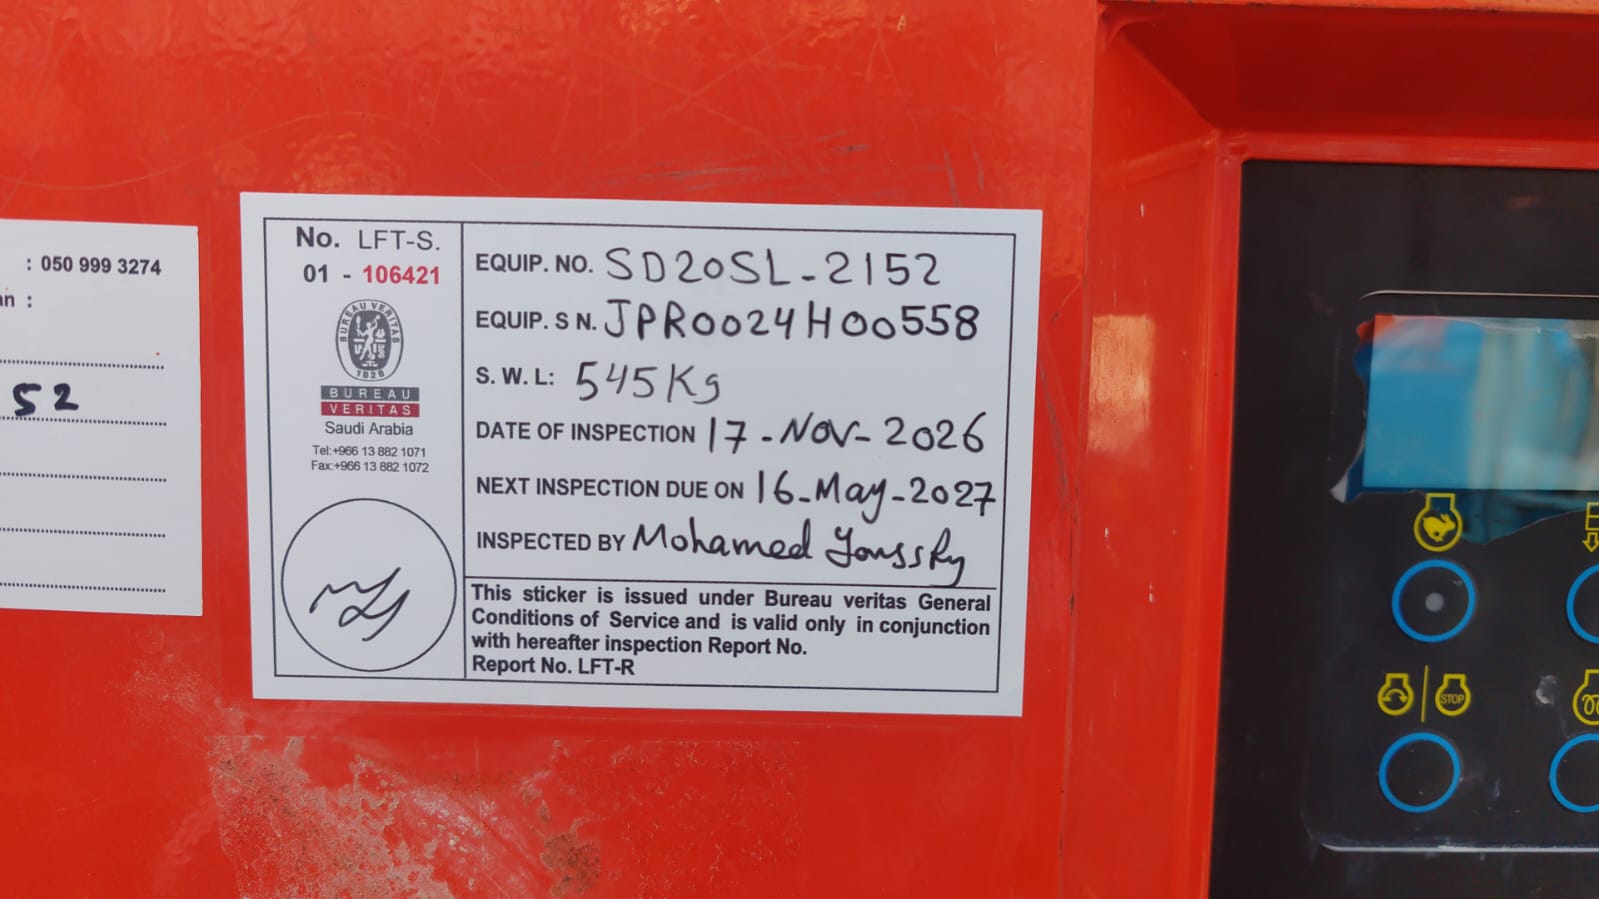 : 050 999 3274
an :
52
No. LFT-S.
01 - 106421
BUREAU VERITAS
1828
BUREAU
VERITAS
Saudi Arabia
Tel:+966 13 882 1071
Fax:+966 13 882 1072
EQUIP. NO. SD20SL-2152
EQUIP. S N. JPR0024H00558
S. W. L: 545Kg
DATE OF INSPECTION 17-Nov-2026
NEXT INSPECTION DUE ON 16-May-2027
INSPECTED BY Mohamed
This sticker is issued under Bureau veritas General
Conditions of Service and is valid only in conjunction
with hereafter inspection Report No.
Report No. LFT-R
STOP